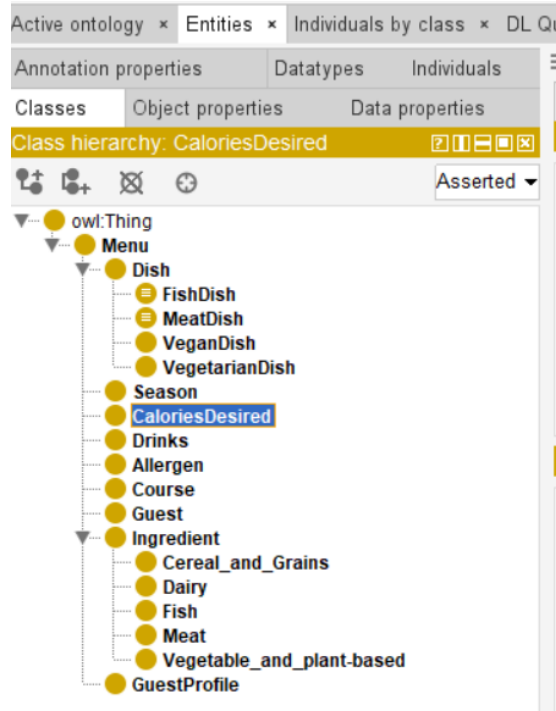 Active ontology × Entities × Individuals by class × DL Qu
Annotation properties Datatypes Individuals
Classes Object properties Data properties
Class hierarchy: CaloriesDesired
Asserted
owl:Thing
Menu
Dish
FishDish
MeatDish
VeganDish
VegetarianDish
Season
CaloriesDesired
Drinks
Allergen
Course
Guest
Ingredient
Cereal_and_Grains
Dairy
Fish
Meat
Vegetable_and_plant-based
GuestProfile